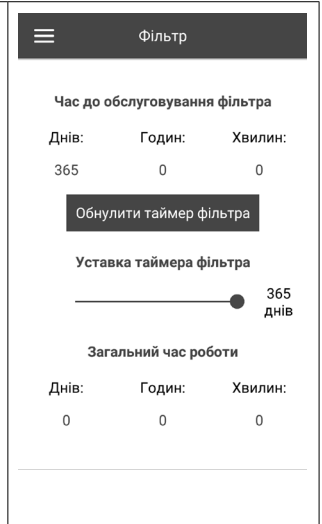 Фільтр
Час до обслуговування фільтра
Днів: Годин: Хвилин:
365 0 0
Обнулити таймер фільтра
Уставка таймера фільтра
365
днів
Загальний час роботи
Днів: Годин: Хвилин:
0 0 0